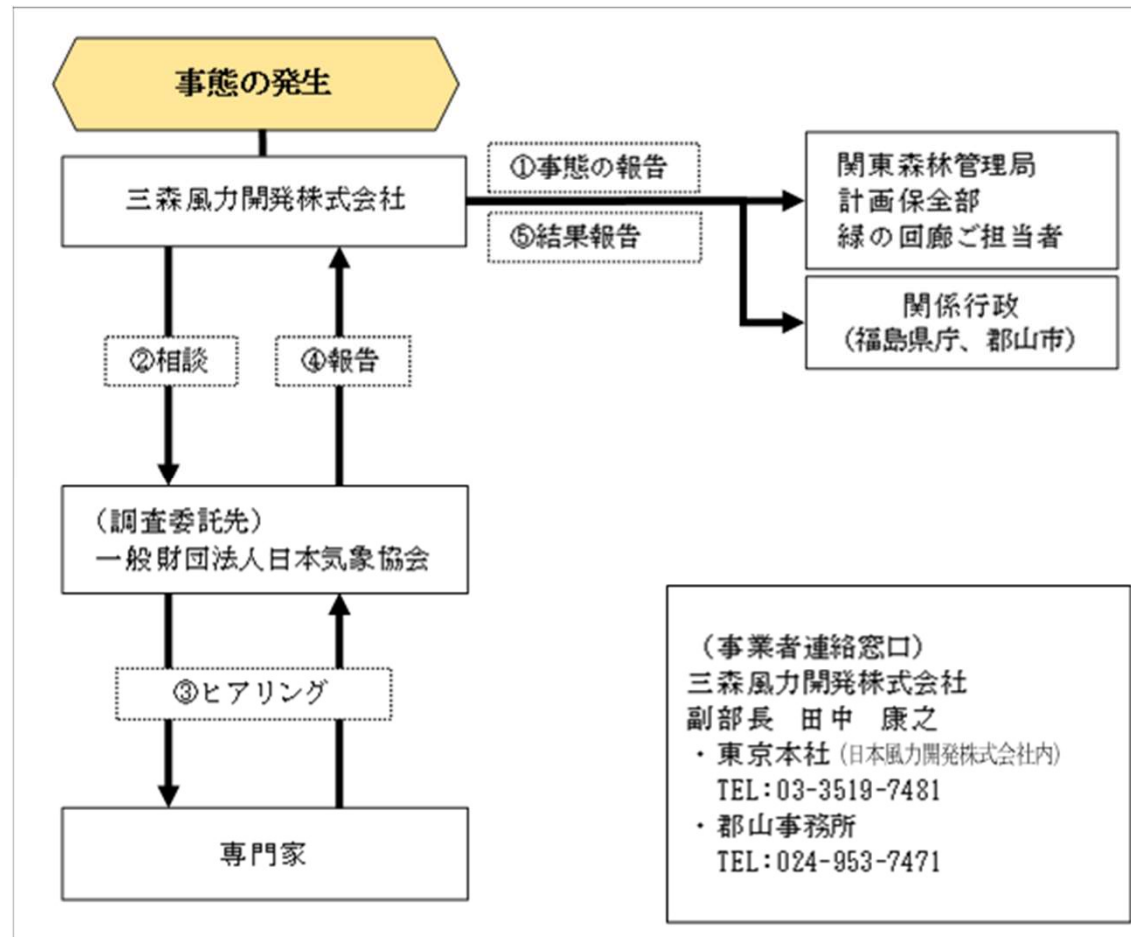 事態の発生
三森風力開発株式会社
①事態の報告
⑤結果報告
関東森林管理局
計画保全部
緑の回廊ご担当者
関係行政
(福島県庁、郡山市)
②相談
④報告
(調査委託先)
一般財団法人日本気象協会
③ヒアリング
専門家
(事業者連絡窓口)
三森風力開発株式会社
副部長 田中 康之
・東京本社(日本風力開発株式会社内)
TEL:03-3519-7481
・郡山事務所
TEL:024-953-7471